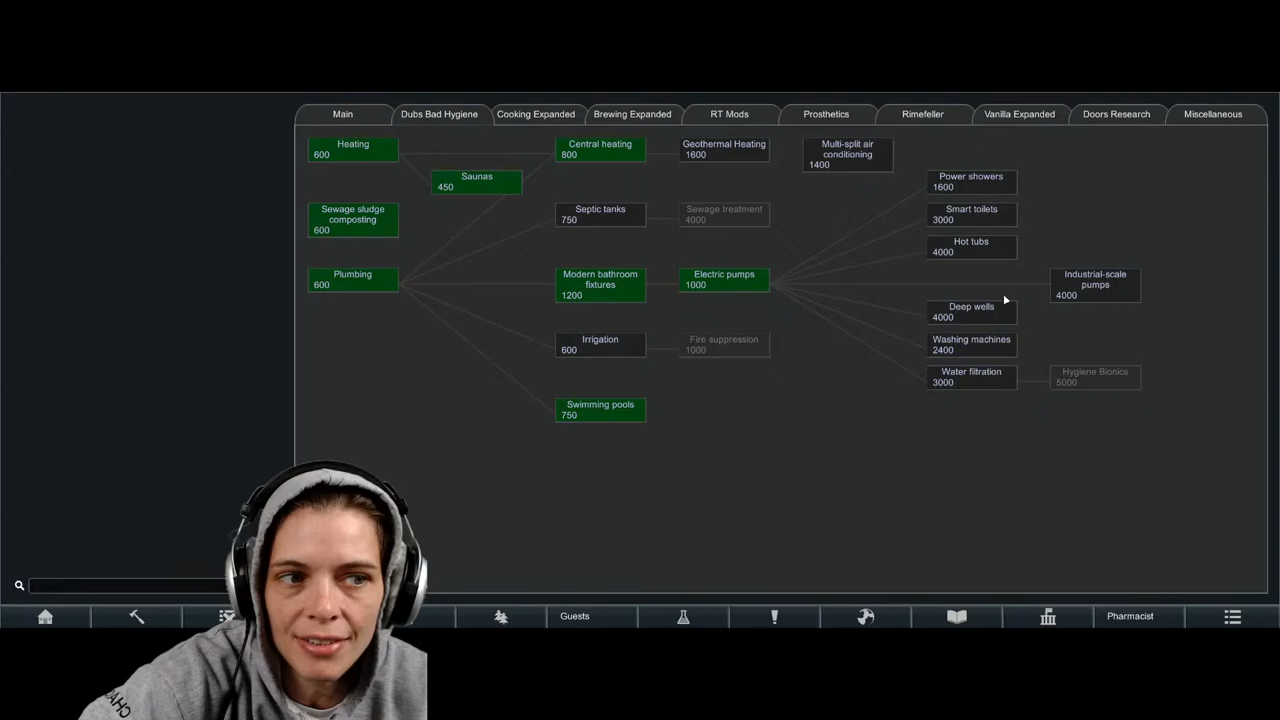 Main
Dubs Bad Hygiene
Cooking Expanded
Brewing Expanded
RT Mods
Prosthetics
Rimefeller
Vanilla Expanded
Doors Research
Miscellaneous
Heating
600
Central heating
800
Geothermal Heating
1600
Multi-split air
conditioning
1400
Saunas
450
Power showers
1600
Sewage sludge
composting
600
Septic tanks
750
Sewage treatment
4000
Smart toilets
3000
Hot tubs
4000
Plumbing
600
Modern bathroom
fixtures
1200
Electric pumps
1000
Industrial-scale
pumps
4000
Deep wells
4000
Irrigation
600
Fire suppression
1000
Washing machines
2400
Water filtration
3000
Hygiene Bionics
5000
Swimming pools
750
Guests
Pharmacist